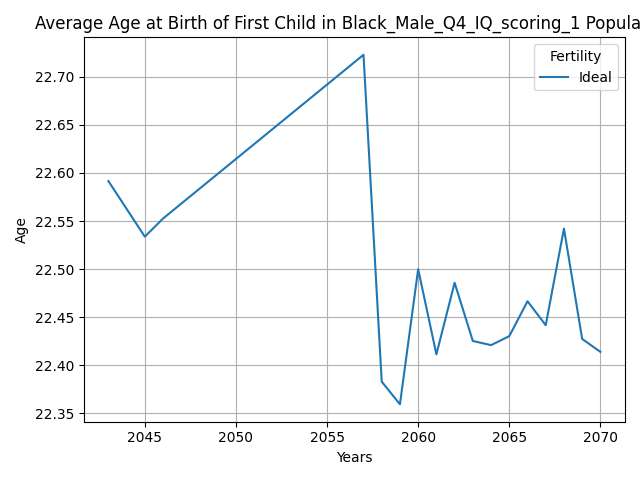 Average Age at Birth of First Child in Black_Male_Q4_IQ_scoring_1 Popula
Fertility
Ideal
22.70
22.65
22.60
22.55
22.50
22.45
22.40
22.35
Age
2045 2050 2055 2060 2065 2070
Years